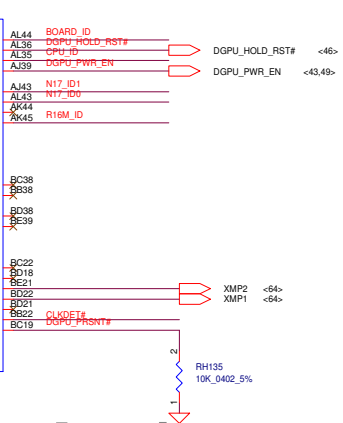 AL44 BOARD_ID
AL36 DGPU_HOLD_RST#
AL35 CPU_ID
DGPU_HOLD_RST# <46>
AJ39 DGPU_PWR_EN
DGPU_PWR_EN <43,49>
AJ43 N17_ID1
AL43 N17_ID0
AK44
AK45 R16M_ID
BC38
BB38
BD38
BE39
BC22
BD18
BE21
XMP2 <64>
BD22
XMP1 <64>
BD21
BB22 CLKDET#
BC19 DGPU_PRSNT#
2
RH135
10K_0402_5%
1